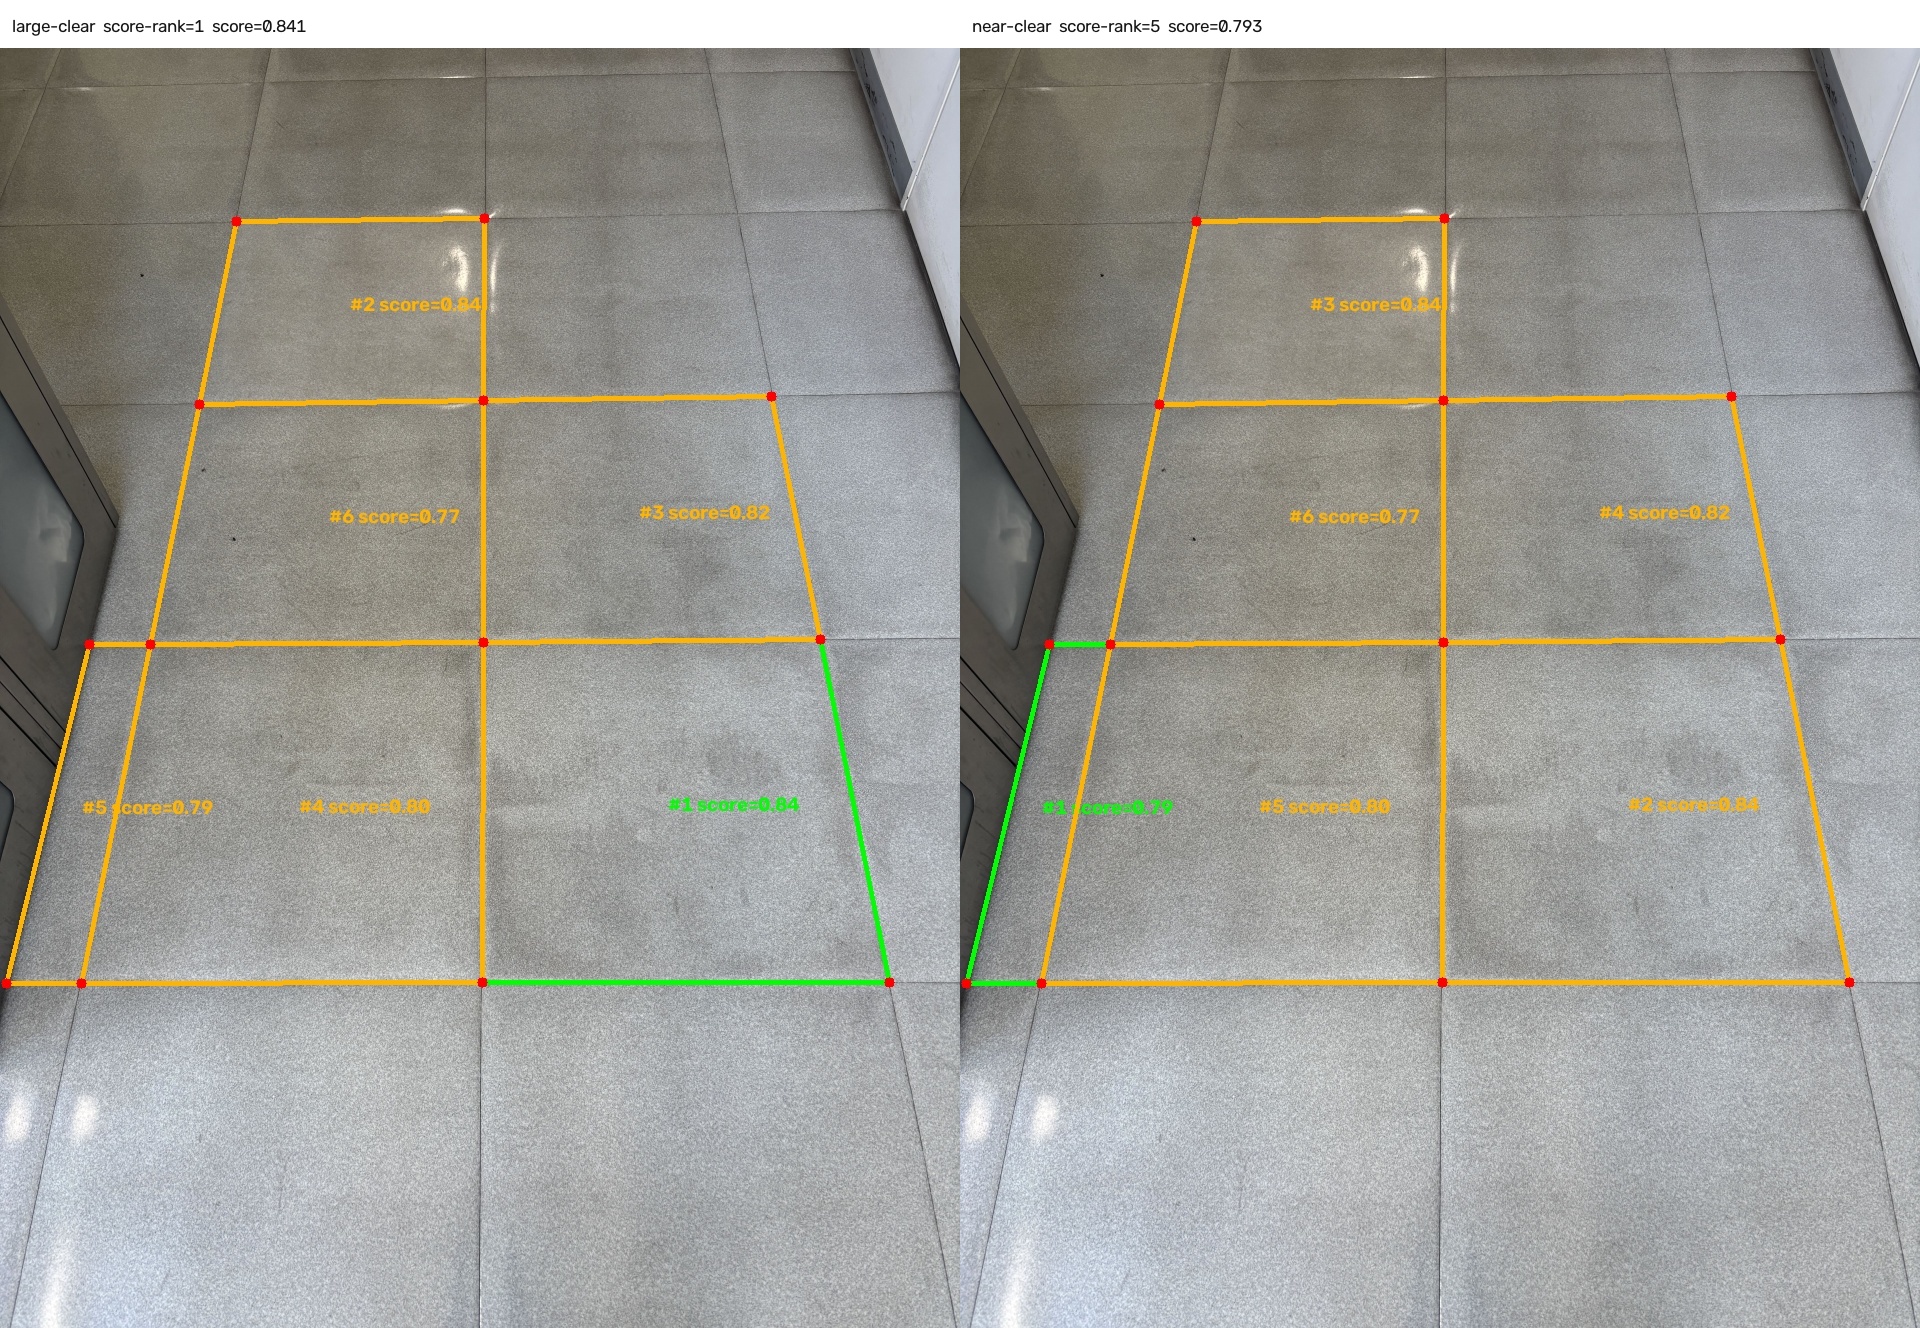 large-clear score-rank=1 score=0.841
near-clear score-rank=5 score=0.793
#2 score=0.84
#6 score=0.77
#3 score=0.82
#5 score=0.79
#4 score=0.80
#1 score=0.84
#3 score=0.84
#6 score=0.77
#4 score=0.82
#1 score=0.79
#5 score=0.80
#2 score=0.84